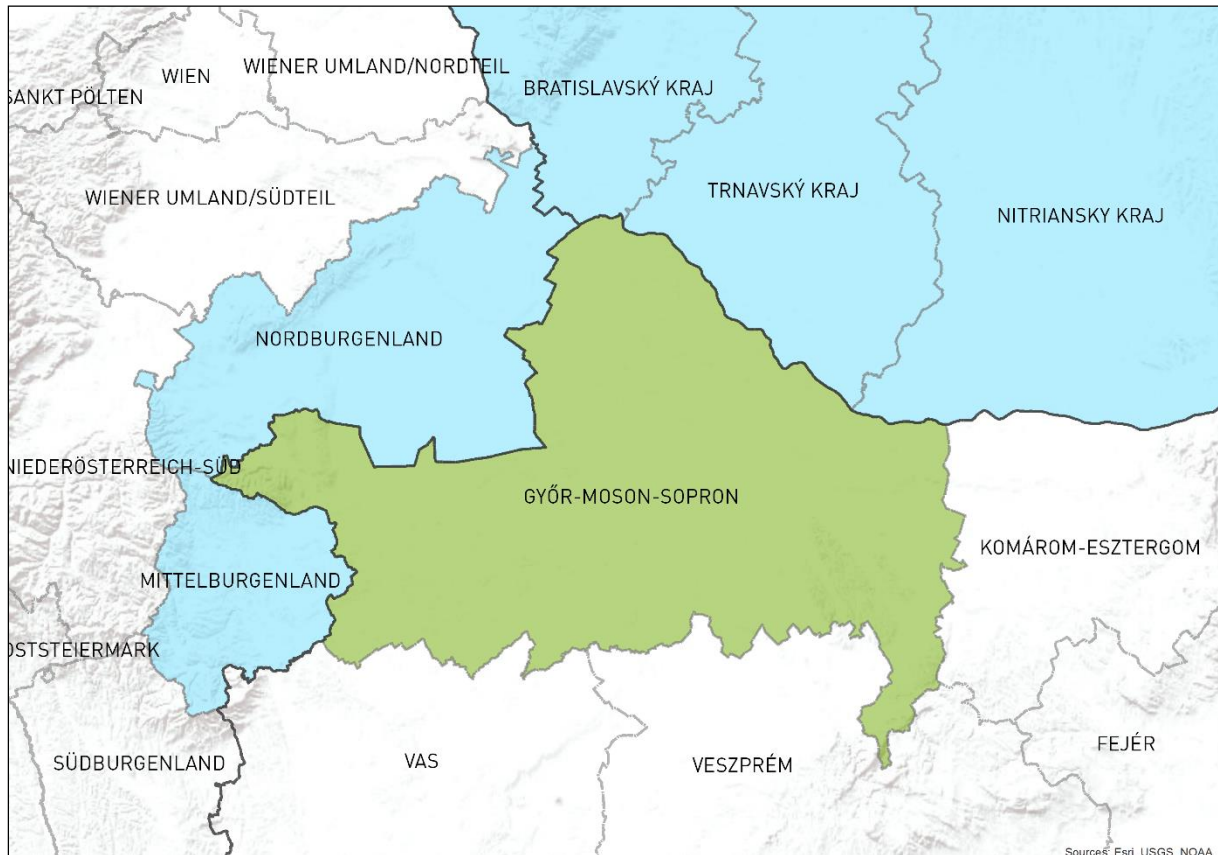 WIEN
WIENER UMLAND/NORDTEIL
BRATISLAVSKÝ KRAJ
SANKT PÖLTEN
WIENER UMLAND/SÜDTEIL
TRNAVSKÝ KRAJ
NITRIANSKY KRAJ
NORDBURGENLAND
NIEDERÖSTERREICH-SÜD
GYŐR-MOSON-SOPRON
KOMÁROM-ESZTERGOM
MITTELBURGENLAND
OSTSTEIERMARK
SÜDBURGENLAND
VAS
VESZPRÉM
FEJÉR
Sources: Esri, USGS, NOAA